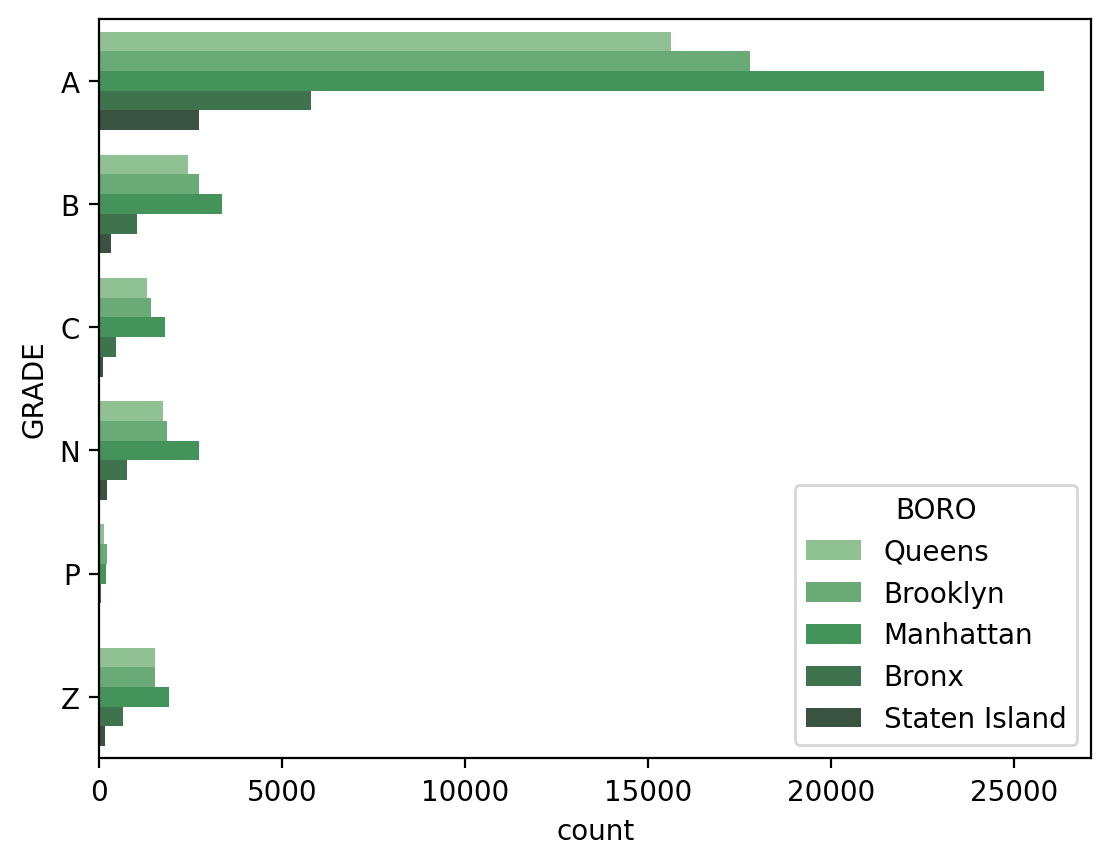 A
B
C
N
P
Z
GRADE
0 5000 10000 15000 20000 25000
count
BORO
Queens
Brooklyn
Manhattan
Bronx
Staten Island